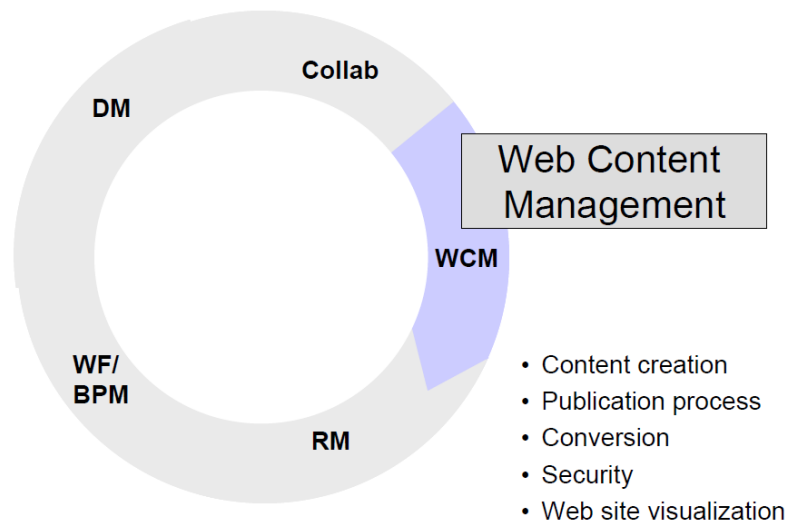 Collab
DM
Web Content
Management
WCM
WF/
BPM
RM
• Content creation
• Publication process
• Conversion
• Security
• Web site visualization